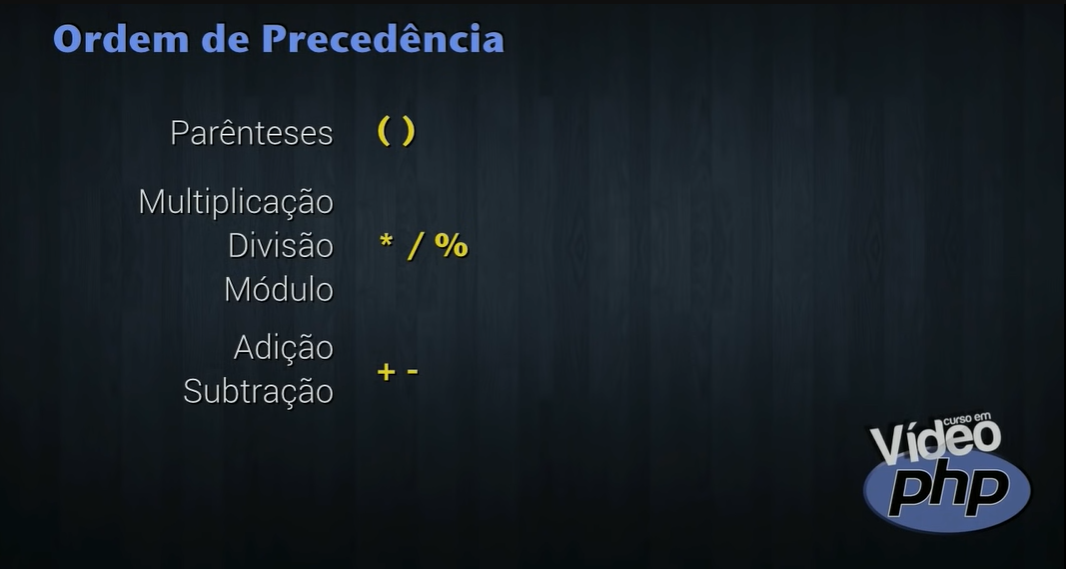 Ordem de Precedência
Parênteses ( )
Multiplicação
Divisão * / %
Módulo
Adição
+ -
Subtração
curso em
Vídeo
php